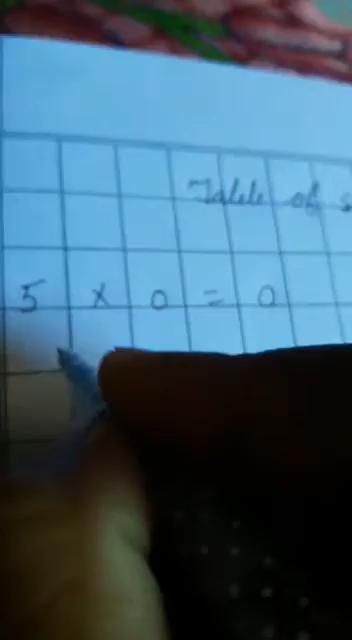 Table of
5 x 0 = 0